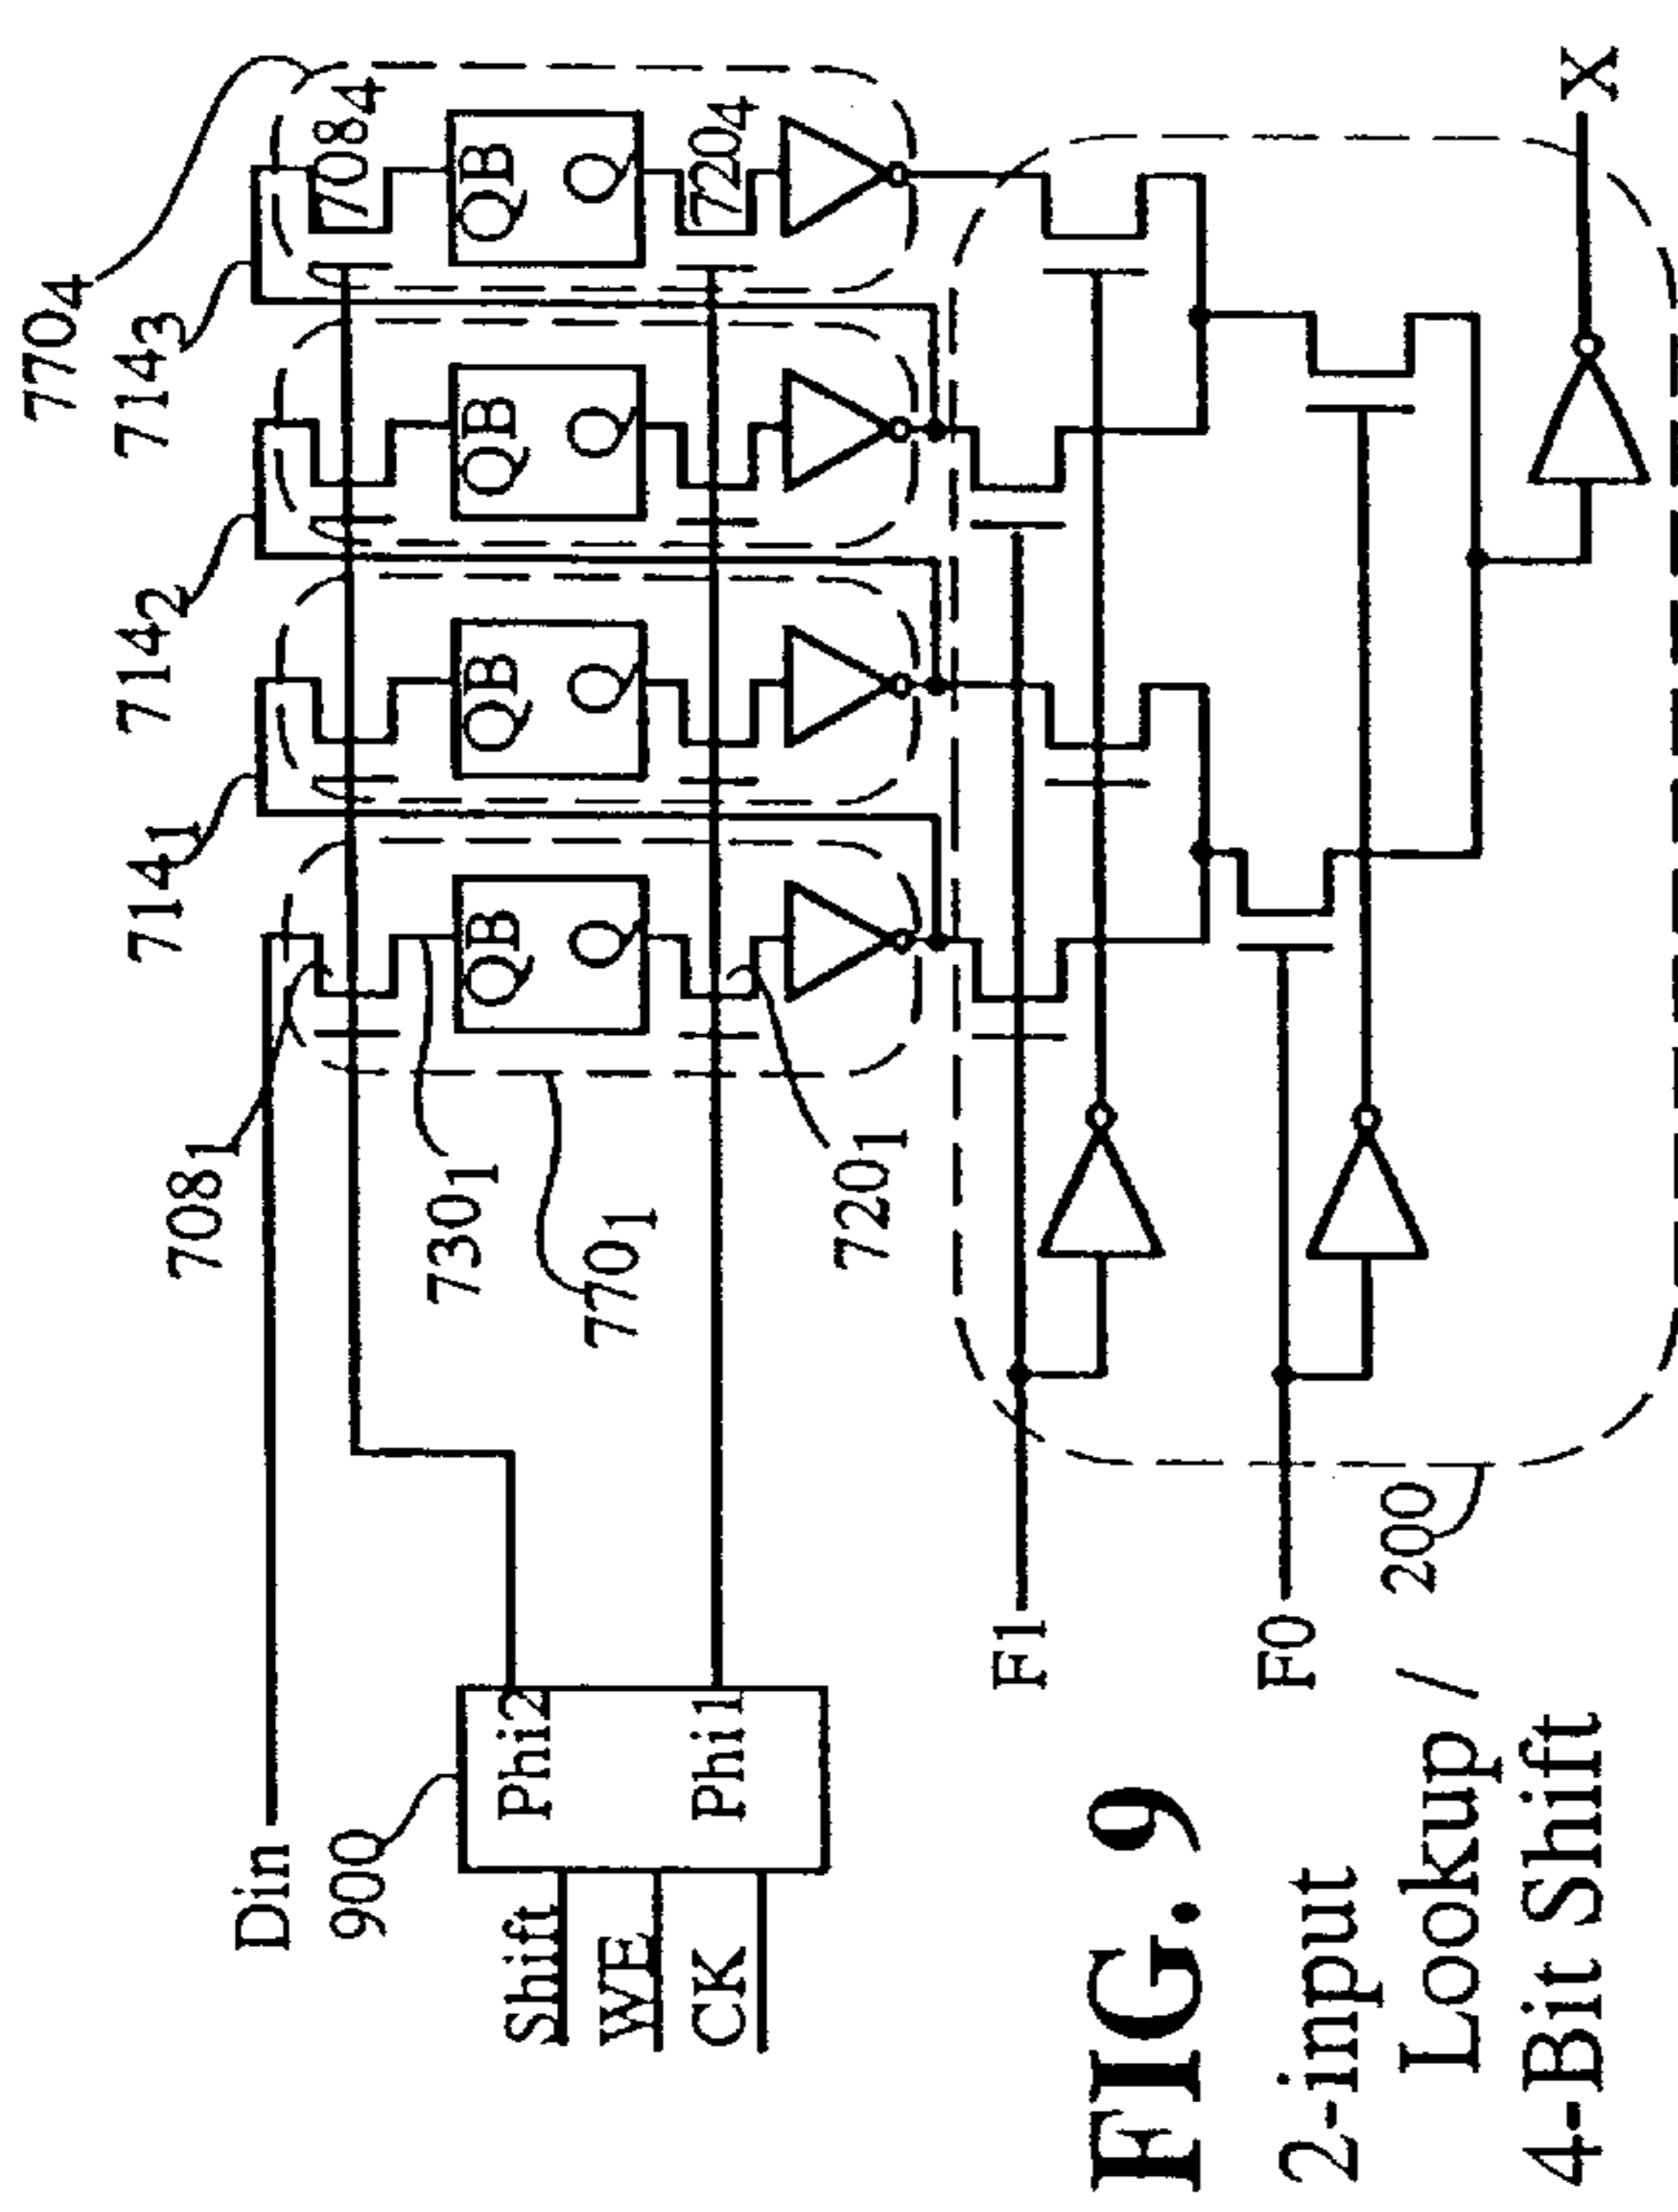 770₄
714₃
714₂
714₁
708₁
730₁
770₁
720₁
708₄
720₄
QB
Q
QB
Q
QB
Q
QB
Q
Din
900
Shift
WE
CK
Phi2
Phi1
F1
F0
200
X
FIG. 9
2-input
Lookup /
4-Bit Shift